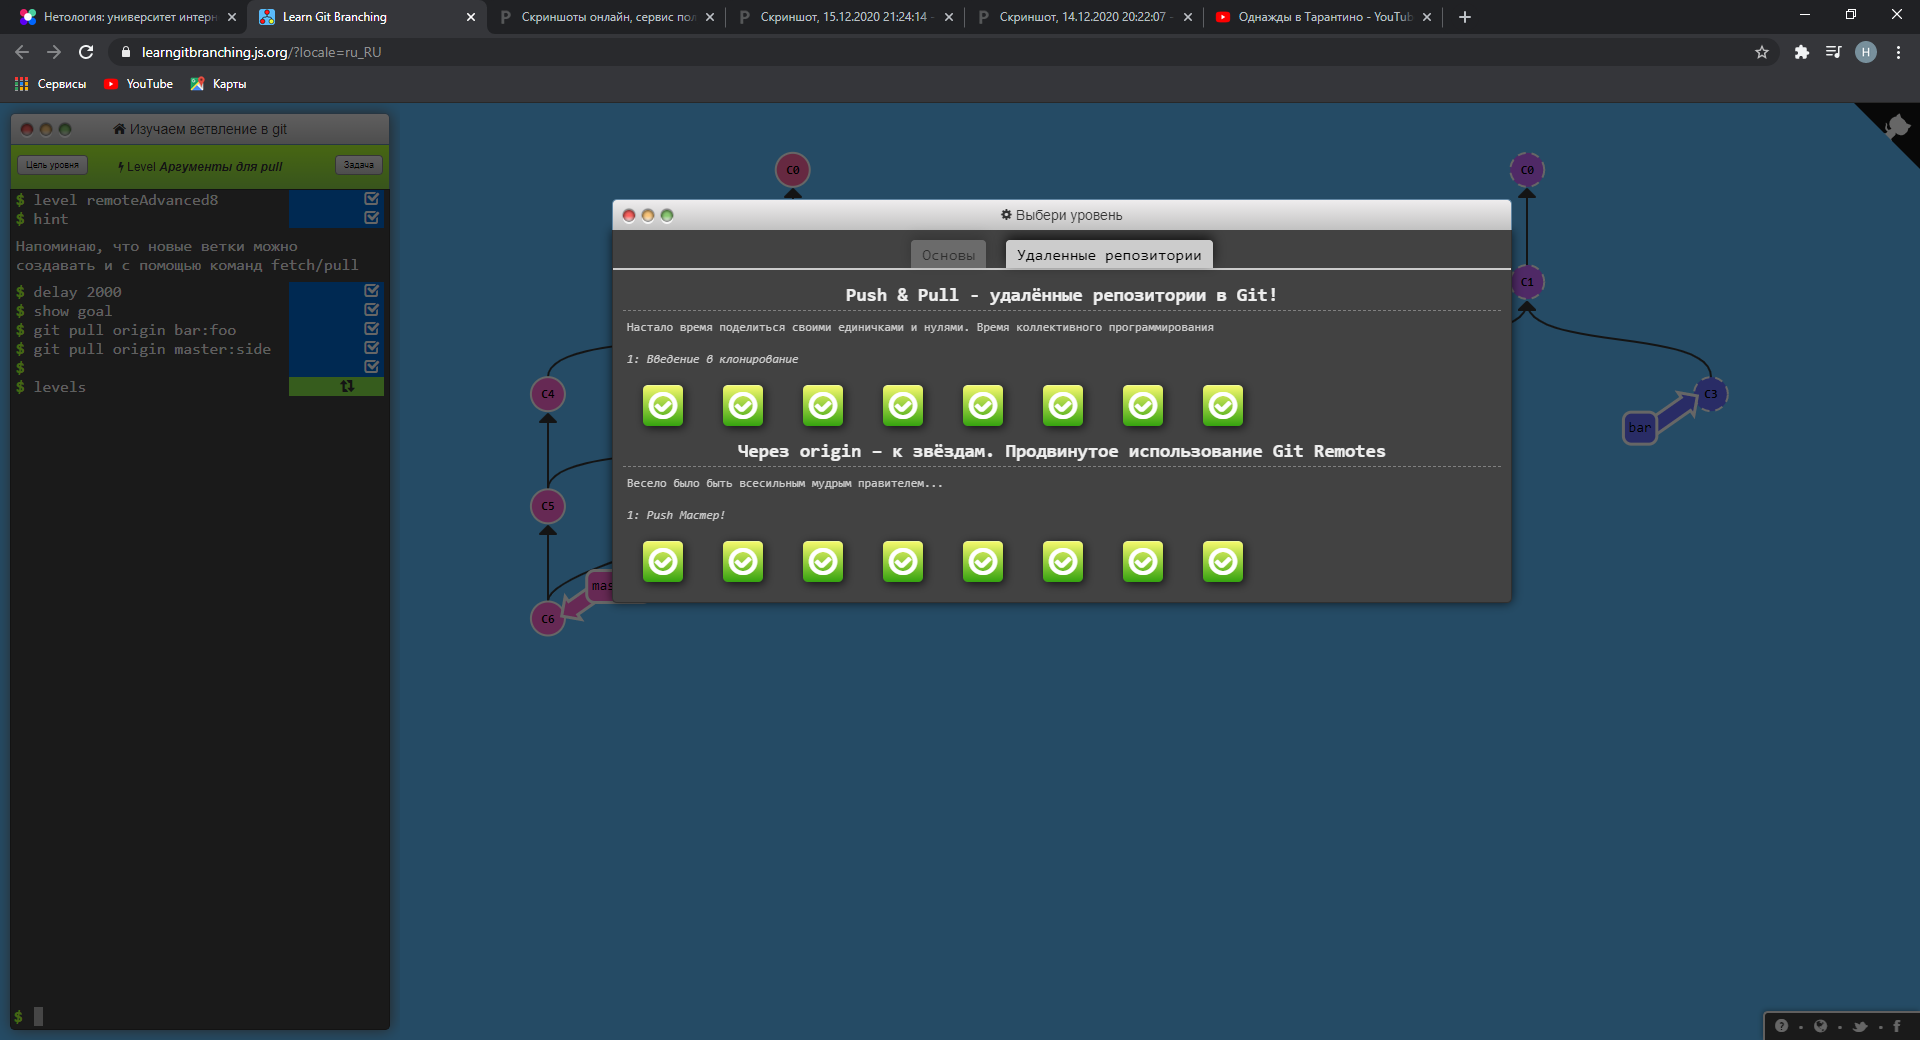 Нетология: университет интерн
Learn Git Branching
Скриншоты онлайн, сервис пол
Скриншот, 15.12.2020 21:24:14 -
Скриншот, 14.12.2020 20:22:07 -
Однажды в Тарантино - YouTub
learngitbranching.js.org/?locale=ru_RU
H
Сервисы
YouTube
Карты
Изучаем ветвление в git
Цель уровня
Level Аргументы для pull
Задача
$ level remoteAdvanced8
$ hint
Напоминаю, что новые ветки можно
создавать и с помощью команд fetch/pull
$ delay 2000
$ show goal
$ git pull origin bar:foo
$ git pull origin master:side
$
$ levels
$
C0
C4
C5
C6
mas
Выбери уровень
Основы
Удаленные репозитории
Push & Pull - удалённые репозитории в Git!
Настало время поделиться своими единичками и нулями. Время коллективного программирования
1: Введение в клонирование
Через origin – к звёздам. Продвинутое использование Git Remotes
Весело было быть всесильным мудрым правителем...
1: Push Мастер!
C0
C1
C3
bar